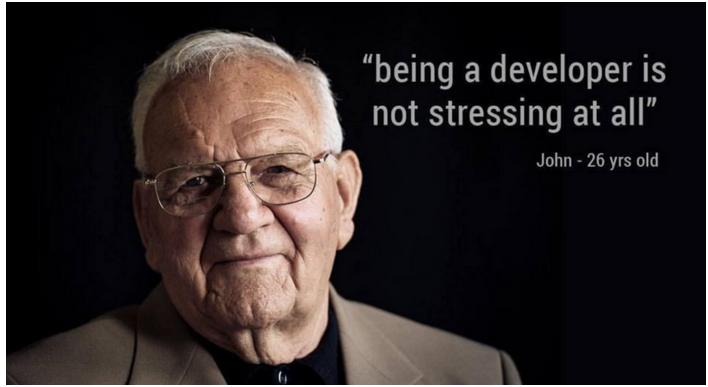 “being a developer is
not stressing at all”
John - 26 yrs old